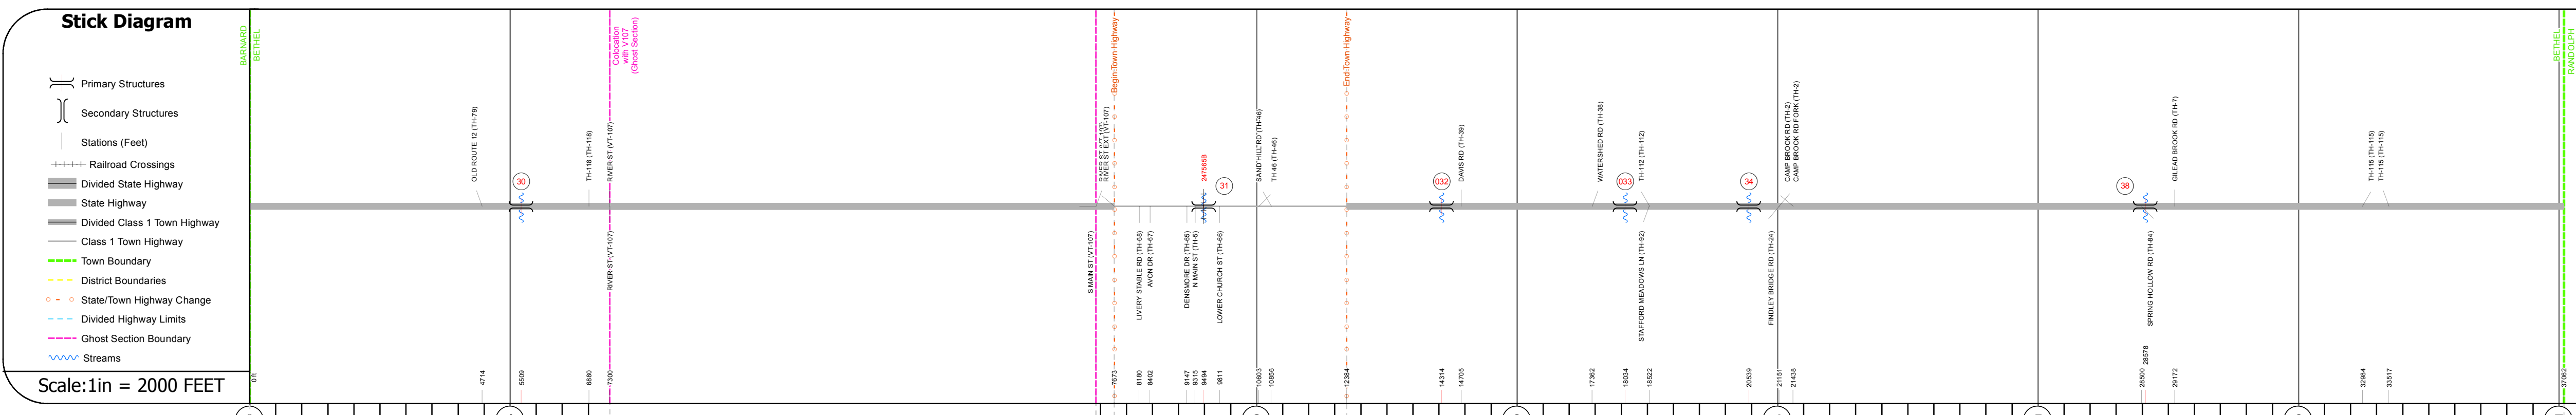 Stick Diagram
Primary Structures
Secondary Structures
Stations (Feet)
Railroad Crossings
Divided State Highway
State Highway
Divided Class 1 Town Highway
Class 1 Town Highway
Town Boundary
District Boundaries
State/Town Highway Change
Divided Highway Limits
Ghost Section Boundary
Streams
Scale:1in = 2000 FEET
BARNARD
BETHEL
Colocation
with V107
(Ghost Section)
Begin Town Highway
End Town Highway
BETHEL
RANDOLPH
OLD ROUTE 12 (TH-79)
30
TH-118 (TH-118)
RIVER ST (VT-107)
RIVER ST (VT-107)
RIVER ST EXT (VT-107)
247565B
31
SAND HILL RD (TH-46)
TH 46 (TH-46)
032
DAVIS RD (TH-39)
WATERSHED RD (TH-38)
033
TH-112 (TH-112)
34
CAMP BROOK RD (TH-2)
CAMP BROOK RD FORK (TH-2)
38
GILEAD BROOK RD (TH-7)
TH-115 (TH-115)
TH-115 (TH-115)
RIVER ST (VT-107)
S MAIN ST (VT-107)
LIVERY STABLE RD (TH-68)
AVON DR (TH-67)
DENSMORE DR (TH-65)
N MAIN ST (TH-5)
LOWER CHURCH ST (TH-66)
STAFFORD MEADOWS LN (TH-92)
FINDLEY BRIDGE RD (TH-24)
SPRING HOLLOW RD (TH-84)
0 ft
4714
5509
6880
7300
7673
8180
8402
9147
9315
9494
9811
10603
10856
12384
14314
14705
17362
18034
18522
20539
21151
21438
28500
28578
29172
32984
33517
37062